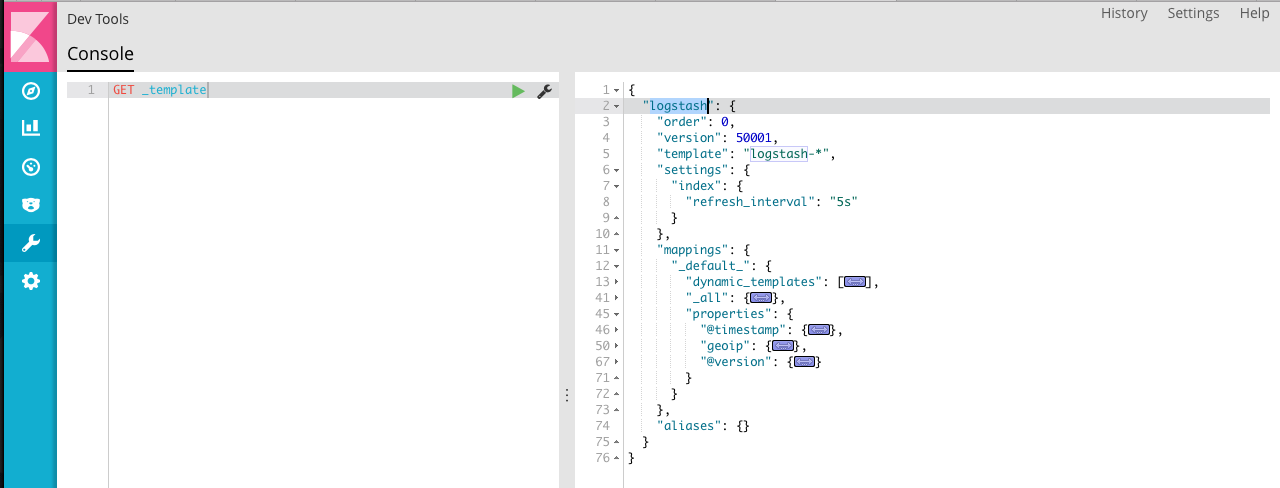 Dev Tools
History Settings Help
Console
1 GET _template
1 {
2 "logstash": {
3 "order": 0,
4 "version": 50001,
5 "template": "logstash-*",
6 "settings": {
7 "index": {
8 "refresh_interval": "5s"
9 }
10 },
11 "mappings": {
12 "_default_": {
13 "dynamic_templates": [],
41 "_all": {},
45 "properties": {
46 "@timestamp": {},
50 "geoip": {},
67 "@version": {}
71 }
72 }
73 },
74 "aliases": {}
75 }
76 }